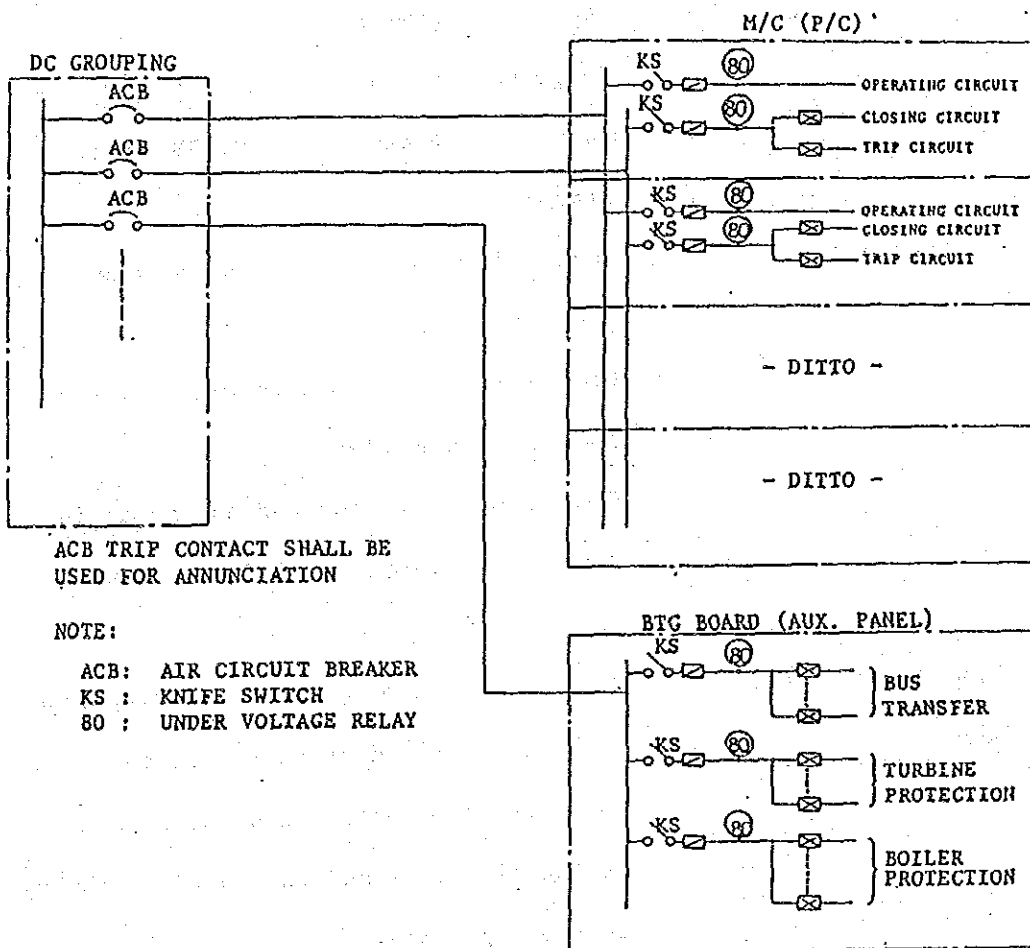 M/C (P/C)
DC GROUPING
ACB
ACB
ACB
KS 80 OPERATING CIRCUIT
KS 80 CLOSING CIRCUIT
TRIP CIRCUIT
KS 80 OPERATING CIRCUIT
KS 80 CLOSING CIRCUIT
TRIP CIRCUIT
- DITTO -
- DITTO -
ACB TRIP CONTACT SHALL BE
USED FOR ANNUNCIATION
NOTE:
ACB: AIR CIRCUIT BREAKER
KS : KNIFE SWITCH
80 : UNDER VOLTAGE RELAY
BTG BOARD (AUX. PANEL)
KS 80
BUS
TRANSFER
KS 80
TURBINE
PROTECTION
KS 80
BOILER
PROTECTION